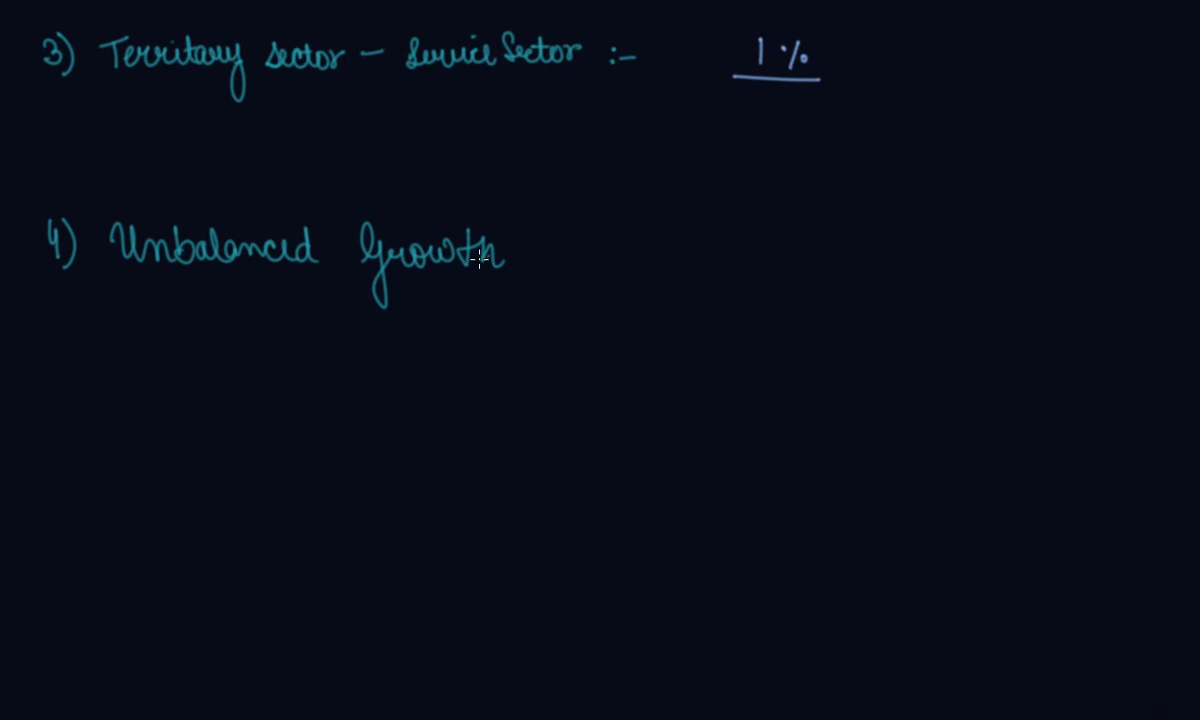 3) Territary sector - Service Sector :- 1 %
4) Unbalanced Growth